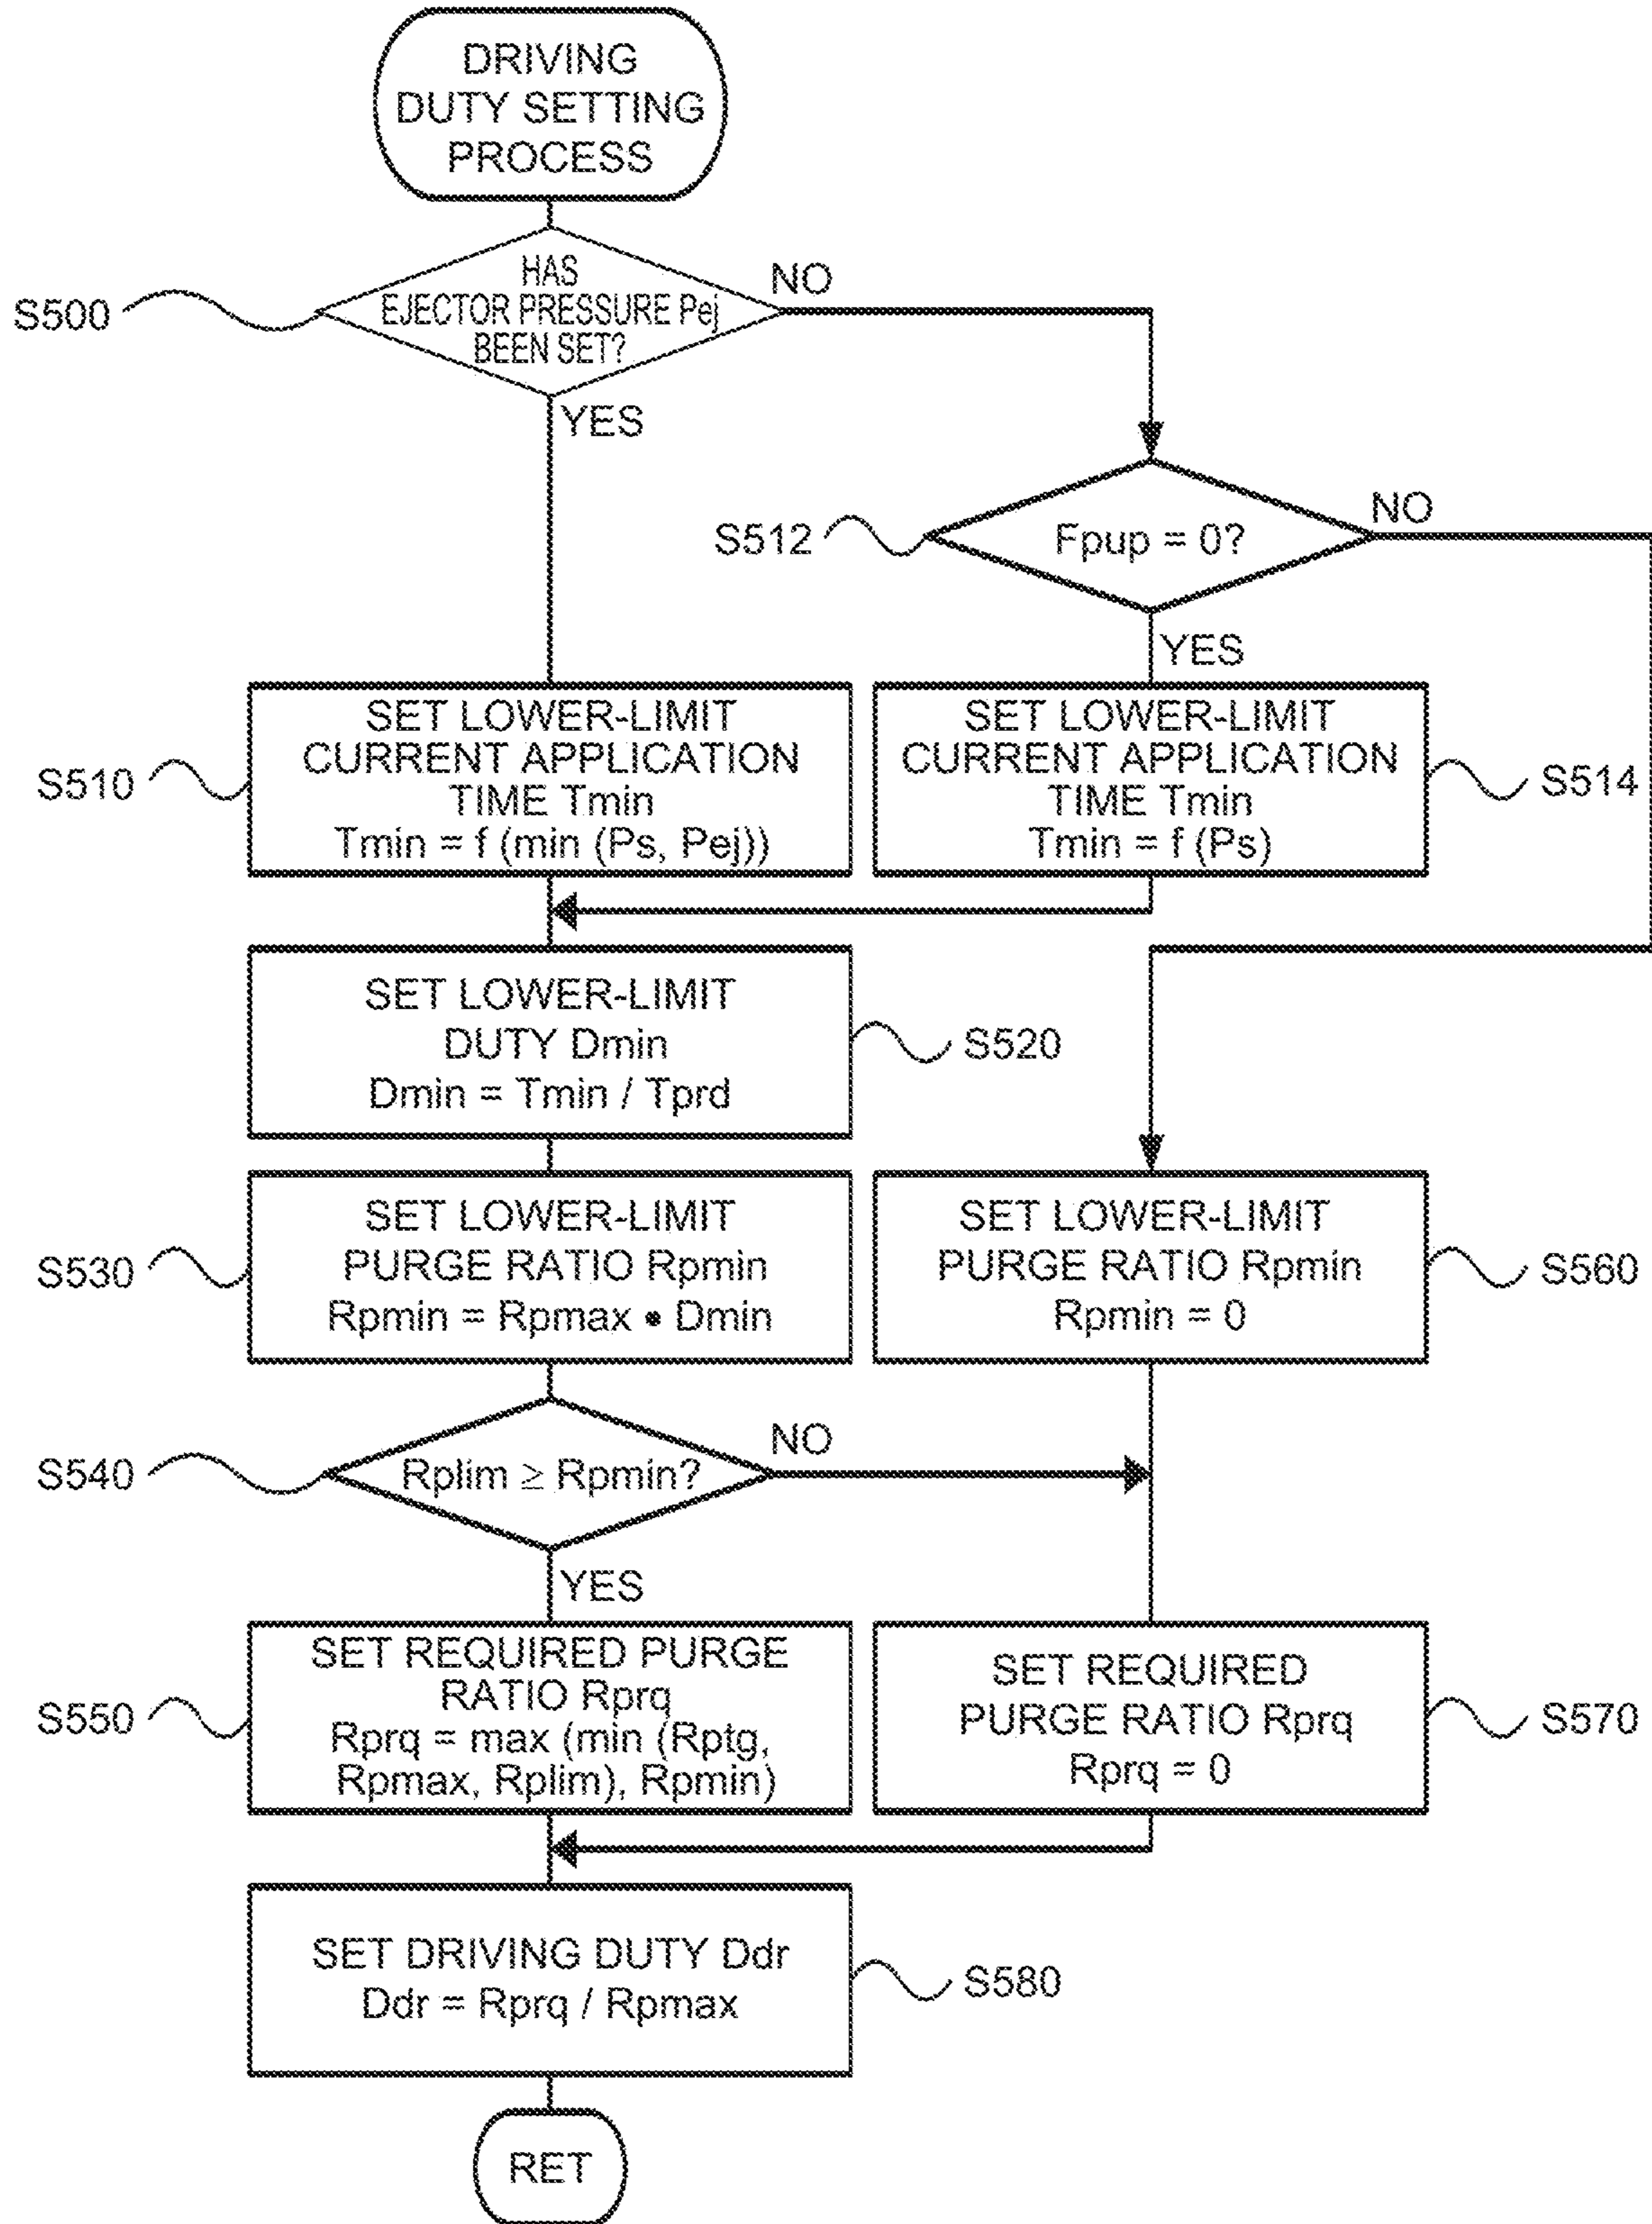 DRIVING
DUTY SETTING
PROCESS
S500
HAS
EJECTOR PRESSURE Pej
BEEN SET?
NO
YES
S512
Fpup = 0?
NO
YES
S510
SET LOWER-LIMIT
CURRENT APPLICATION
TIME Tmin
Tmin = f (min (Ps, Pej))
SET LOWER-LIMIT
CURRENT APPLICATION
TIME Tmin
Tmin = f (Ps)
S514
SET LOWER-LIMIT
DUTY Dmin
Dmin = Tmin / Tprd
S520
S530
SET LOWER-LIMIT
PURGE RATIO Rpmin
Rpmin = Rpmax • Dmin
SET LOWER-LIMIT
PURGE RATIO Rpmin
Rpmin = 0
S560
S540
Rplim ≥ Rpmin?
NO
YES
S550
SET REQUIRED PURGE
RATIO Rprq
Rprq = max (min (Rptg,
Rpmax, Rplim), Rpmin)
SET REQUIRED
PURGE RATIO Rprq
Rprq = 0
S570
SET DRIVING DUTY Ddr
Ddr = Rprq / Rpmax
S580
RET